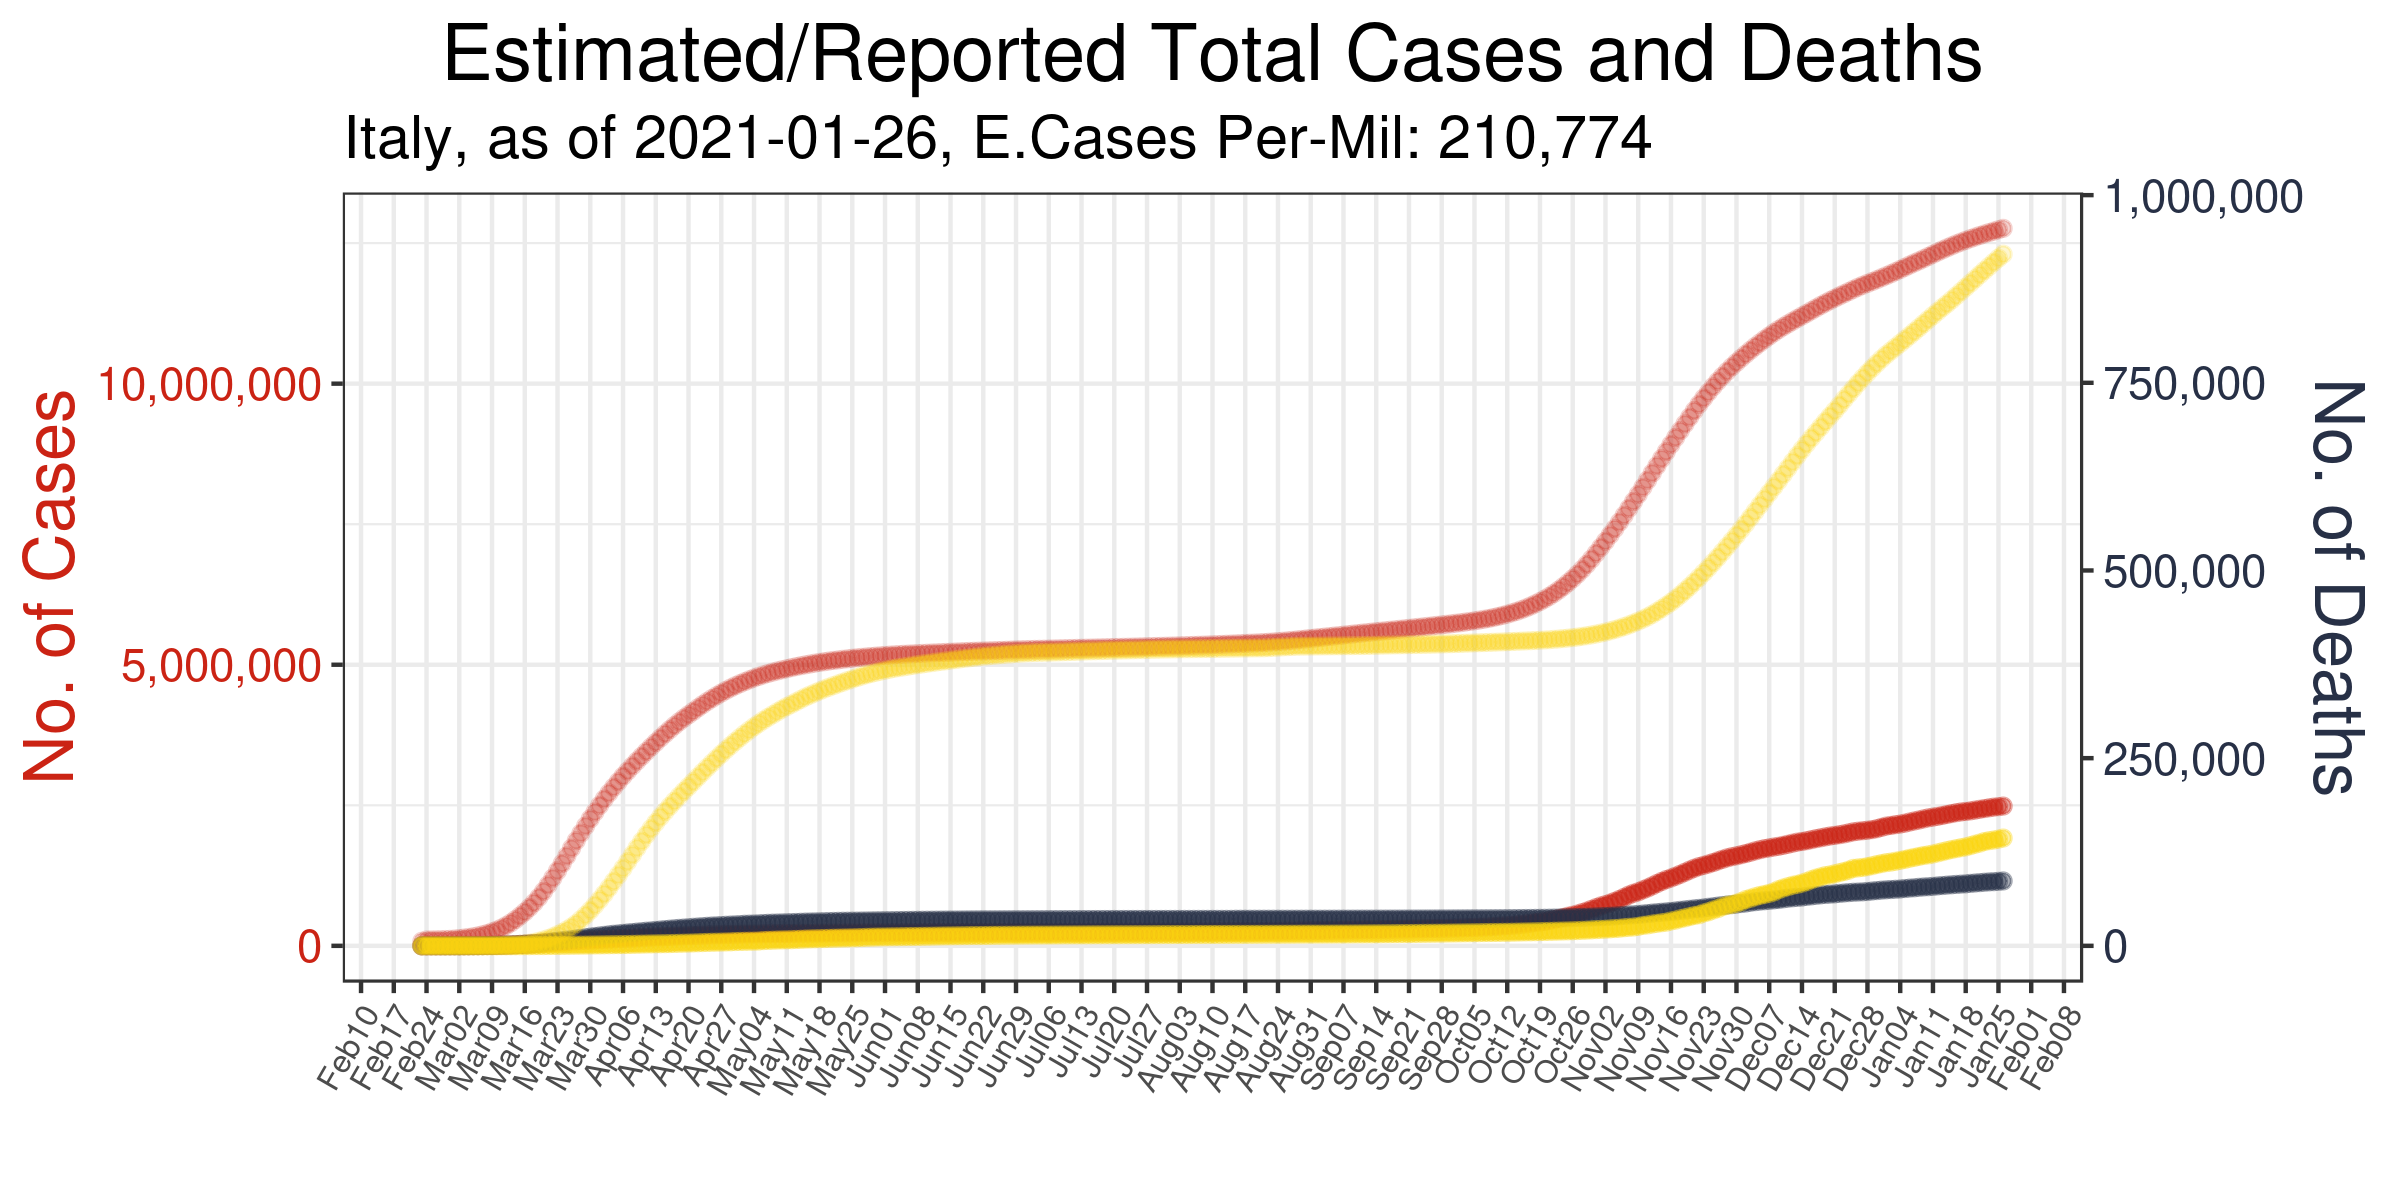 Estimated/Reported Total Cases and Deaths
Italy, as of 2021-01-26, E.Cases Per-Mil: 210,774
No. of Cases
10,000,000
5,000,000
0
1,000,000
750,000
500,000
250,000
0
No. of Deaths
Feb10
Feb17
Feb24
Mar02
Mar09
Mar16
Mar23
Mar30
Apr06
Apr13
Apr20
Apr27
May04
May11
May18
May25
Jun01
Jun08
Jun15
Jun22
Jun29
Jul06
Jul13
Jul20
Jul27
Aug03
Aug10
Aug17
Aug24
Aug31
Sep07
Sep14
Sep21
Sep28
Oct05
Oct12
Oct19
Oct26
Nov02
Nov09
Nov16
Nov23
Nov30
Dec07
Dec14
Dec21
Dec28
Jan04
Jan11
Jan18
Jan25
Feb01
Feb08